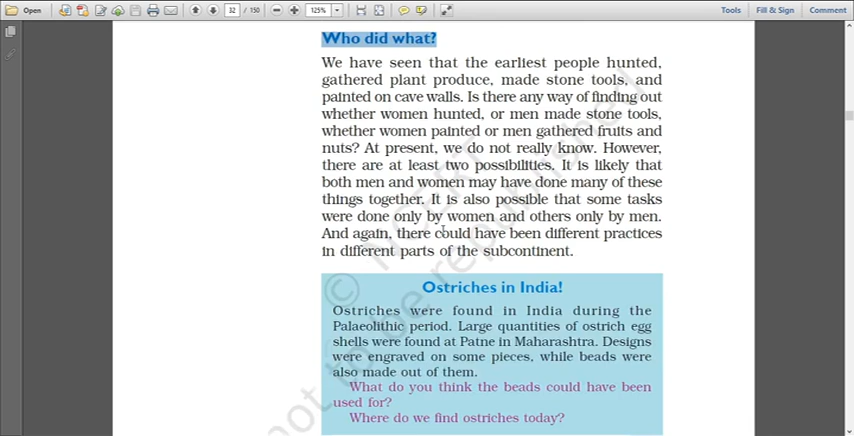 Open
32 / 150
125%
Tools
Fill & Sign
Comment
Who did what?
We have seen that the earliest people hunted,
gathered plant produce, made stone tools, and
painted on cave walls. Is there any way of finding out
whether women hunted, or men made stone tools,
whether women painted or men gathered fruits and
nuts? At present, we do not really know. However,
there are at least two possibilities. It is likely that
both men and women may have done many of these
things together. It is also possible that some tasks
were done only by women and others only by men.
And again, there could have been different practices
in different parts of the subcontinent.
Ostriches in India!
Ostriches were found in India during the
Palaeolithic period. Large quantities of ostrich egg
shells were found at Patne in Maharashtra. Designs
were engraved on some pieces, while beads were
also made out of them.
What do you think the beads could have been
used for?
Where do we find ostriches today?
© NCERT
not to be republished